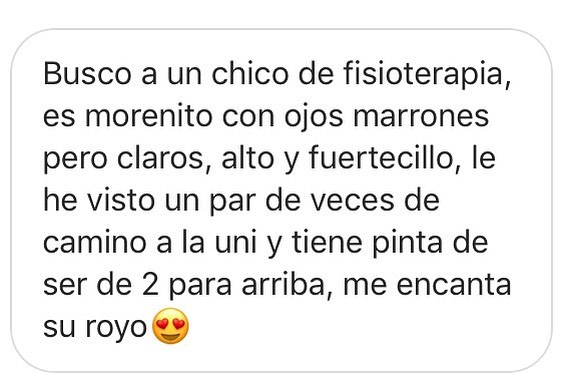 Busco a un chico de fisioterapia,
es morenito con ojos marrones
pero claros, alto y fuertecillo, le
he visto un par de veces de
camino a la uni y tiene pinta de
ser de 2 para arriba, me encanta
su royo😍